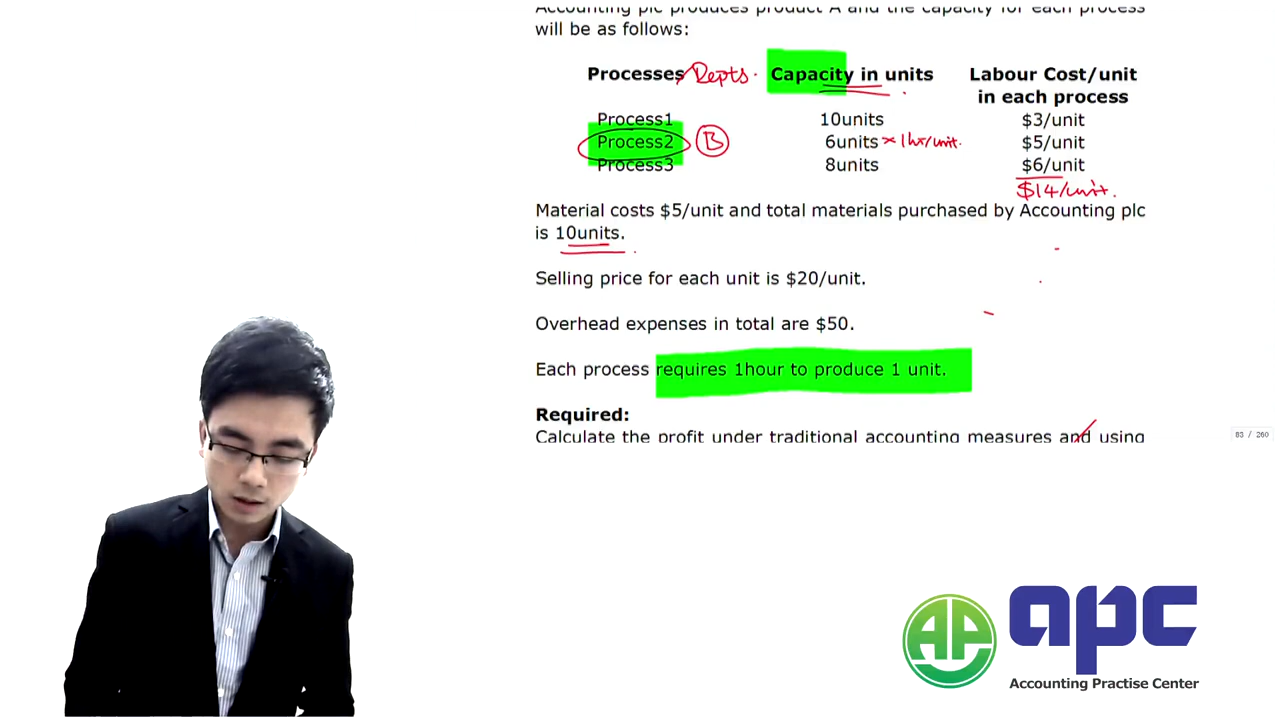 Accounting plc produces product A and the capacity for each process
will be as follows:
Processes/Depts. Capacity in units Labour Cost/unit
in each process
Process1 10units $3/unit
Process2 B 6units × 1hr/unit. $5/unit
Process3 8units $6/unit
$14/unit.
Material costs $5/unit and total materials purchased by Accounting plc
is 10units.
Selling price for each unit is $20/unit.
Overhead expenses in total are $50.
Each process requires 1hour to produce 1 unit.
Required:
Calculate the profit under traditional accounting measures and using
83 / 260
AP
apc
Accounting Practise Center